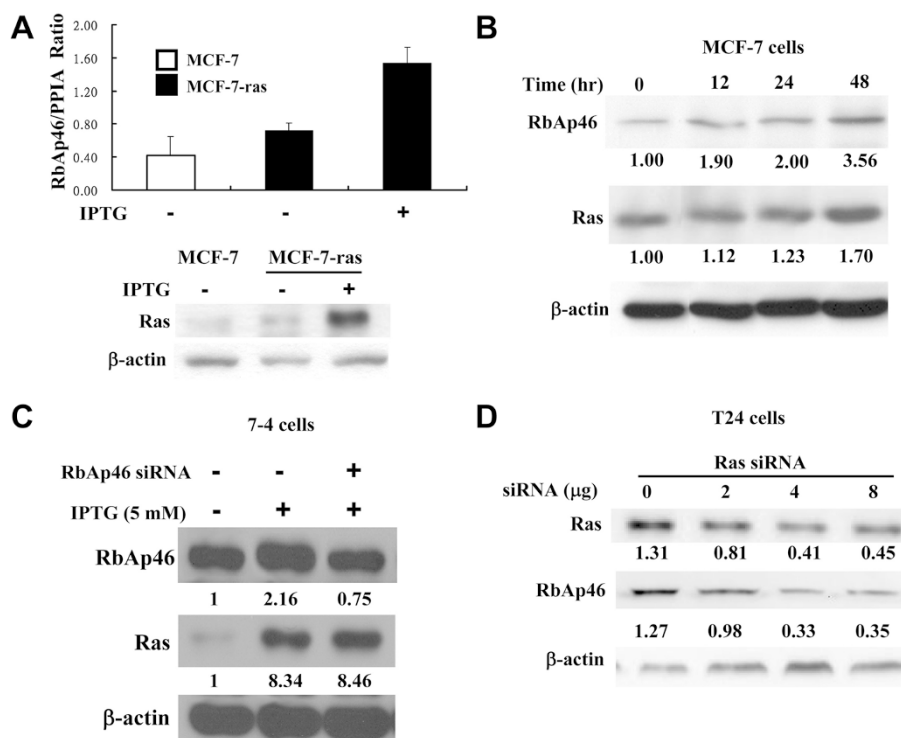 A
RbAp46/PPIA Ratio
2.00
1.60
1.20
0.80
0.40
0.00
MCF-7
MCF-7-ras
IPTG - - +
MCF-7 MCF-7-ras
IPTG - - +
Ras
β-actin
B
MCF-7 cells
Time (hr) 0 12 24 48
RbAp46
1.00 1.90 2.00 3.56
Ras
1.00 1.12 1.23 1.70
β-actin
C
7-4 cells
RbAp46 siRNA - - +
IPTG (5 mM) - + +
RbAp46
1 2.16 0.75
Ras
1 8.34 8.46
β-actin
D
T24 cells
Ras siRNA
siRNA (μg) 0 2 4 8
Ras
1.31 0.81 0.41 0.45
RbAp46
1.27 0.98 0.33 0.35
β-actin